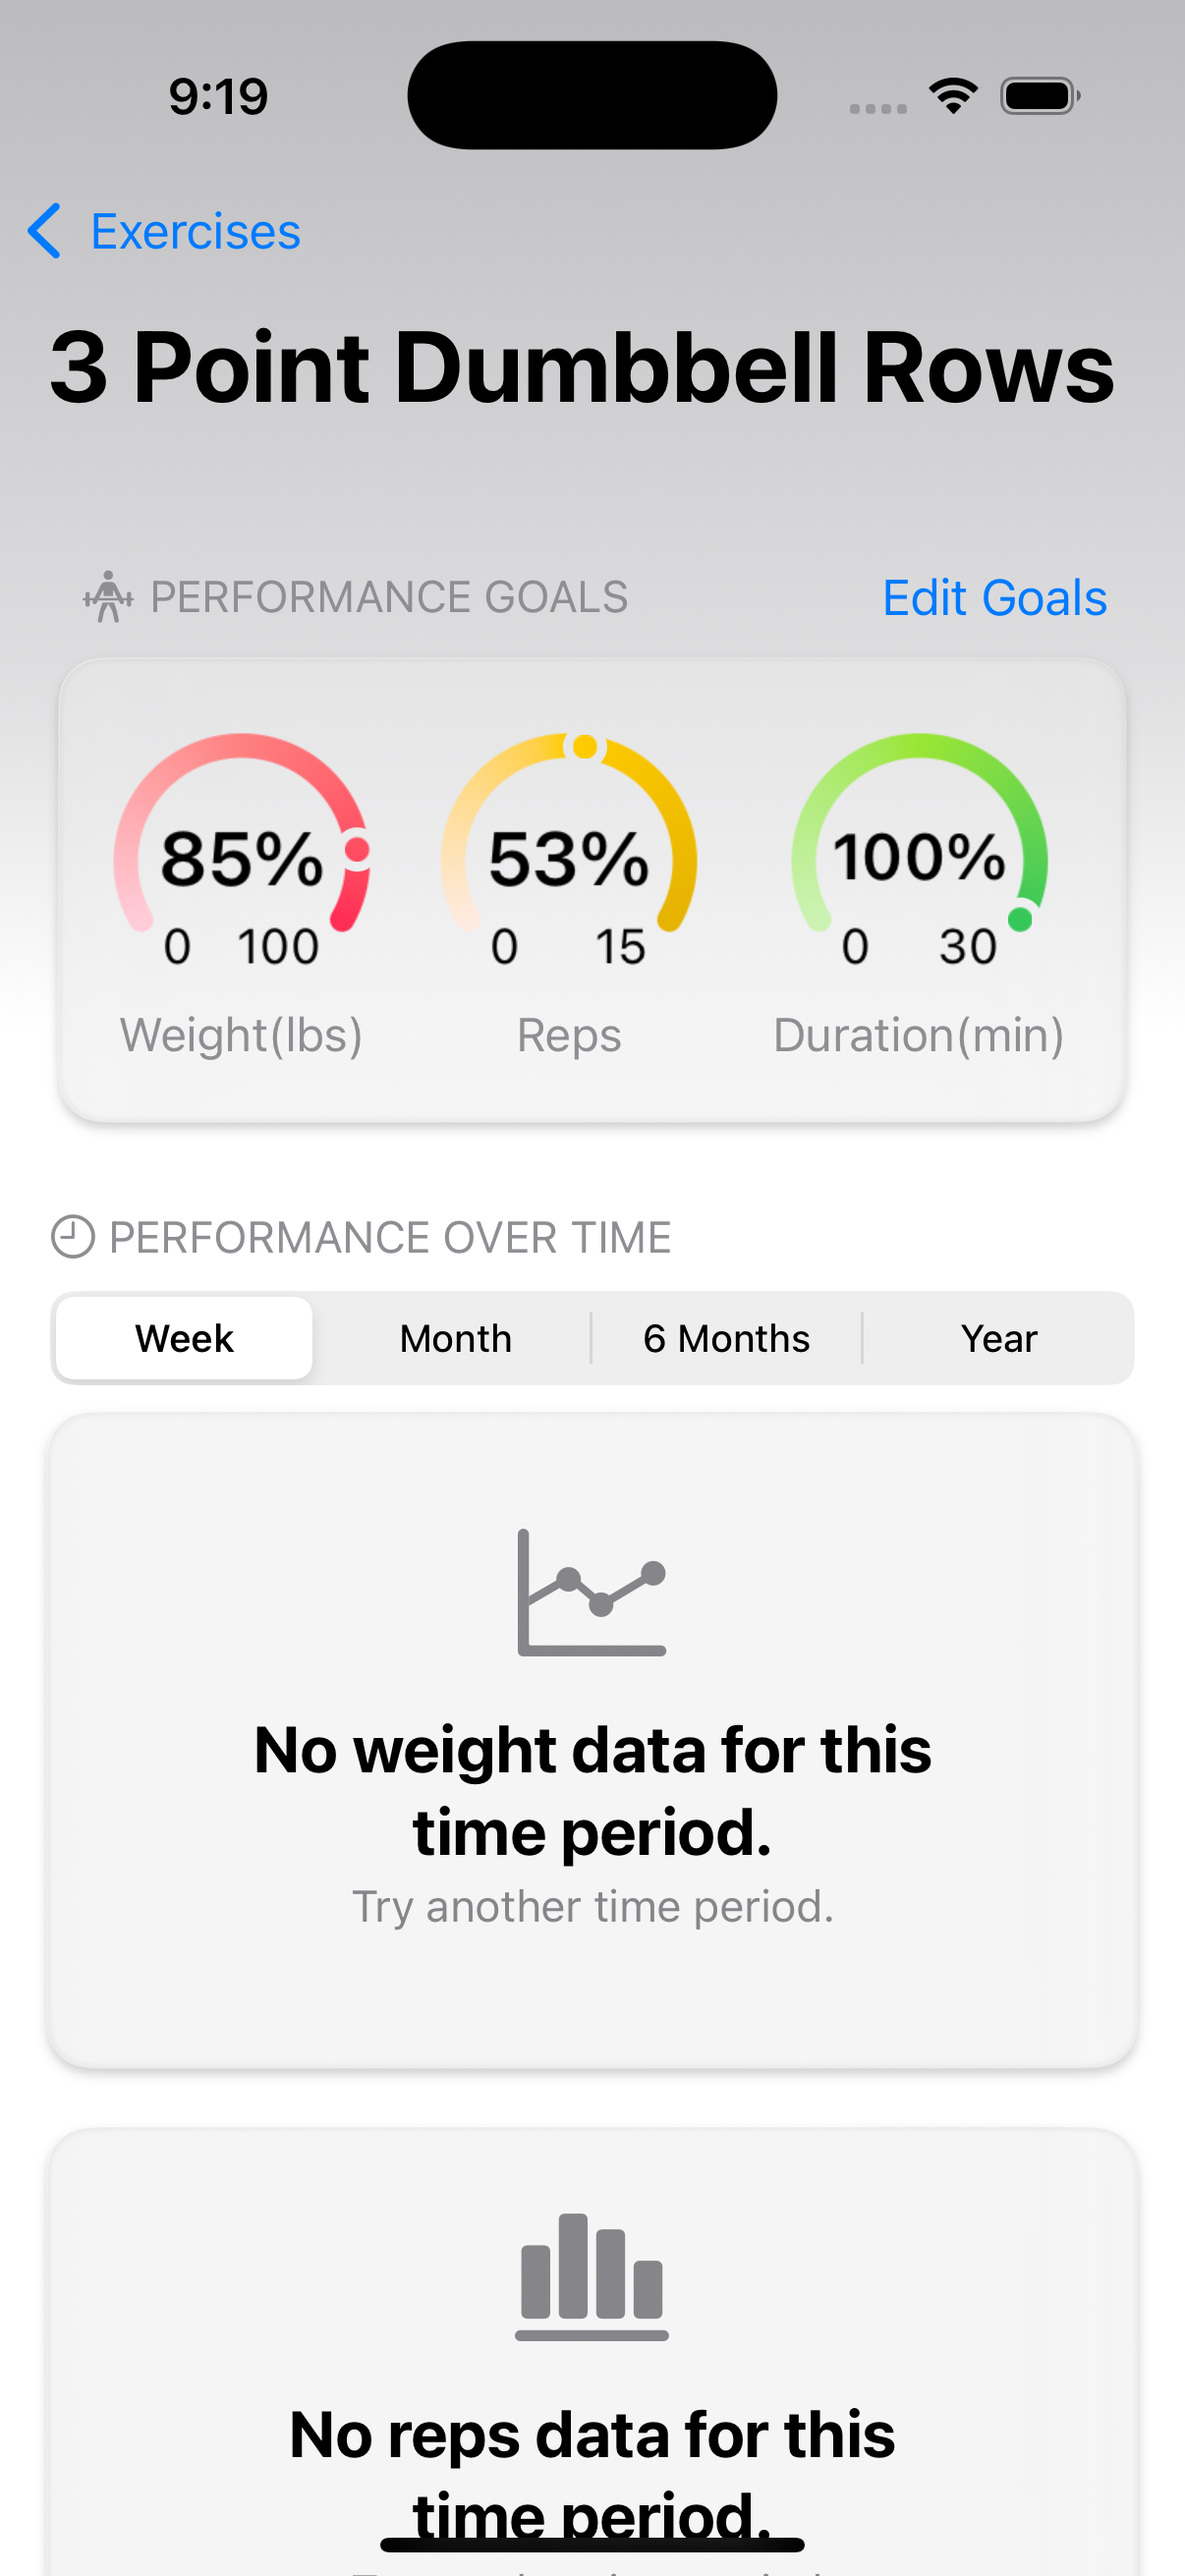 9:19
Exercises
3 Point Dumbbell Rows
PERFORMANCE GOALS
Edit Goals
85%
0 100
Weight(lbs)
53%
0 15
Reps
100%
0 30
Duration(min)
PERFORMANCE OVER TIME
Week Month 6 Months Year
No weight data for this
time period.
Try another time period.
No reps data for this
time period.